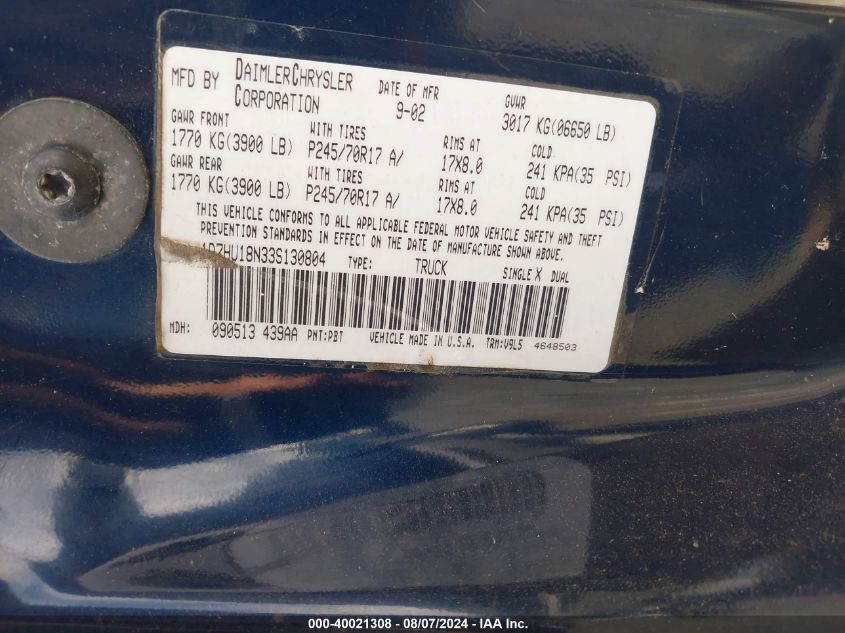 MFD BY DAIMLERCHRYSLER CORPORATION DATE OF MFR 9-02 GVWR 3017 KG(06650 LB)
GAWR FRONT WITH TIRES RIMS AT COLD
1770 KG(3900 LB) P245/70R17 A/ 17X8.0 241 KPA(35 PSI)
GAWR REAR WITH TIRES RIMS AT COLD
1770 KG(3900 LB) P245/70R17 A/ 17X8.0 241 KPA(35 PSI)
THIS VEHICLE CONFORMS TO ALL APPLICABLE FEDERAL MOTOR VEHICLE SAFETY AND THEFT
PREVENTION STANDARDS IN EFFECT ON THE DATE OF MANUFACTURE SHOWN ABOVE.
1D7HU18N33S130804 TYPE: TRUCK SINGLE X DUAL
MDH: 090513 439AA PNT:PBT VEHICLE MADE IN U.S.A. TRM:V9L5 4648503
000-40021308 - 08/07/2024 - IAA Inc.